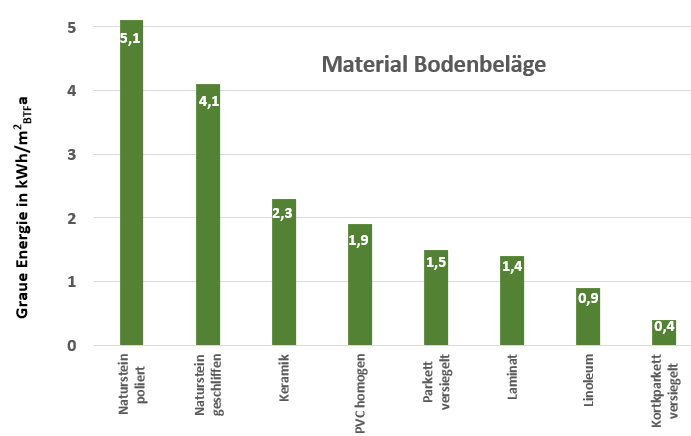 Material Bodenbeläge
Graue Energie in kWh/m²BTFa
5
4
3
2
1
0
5,1
4,1
2,3
1,9
1,5
1,4
0,9
0,4
Naturstein
poliert
Naturstein
geschliffen
Keramik
PVC homogen
Parkett
versiegelt
Laminat
Linoleum
Kortkparkett
versiegelt